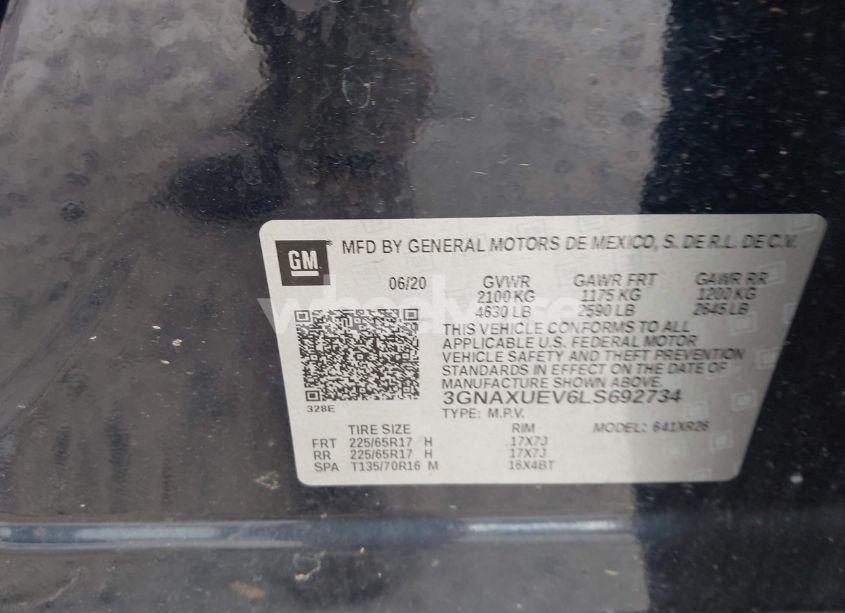 GM ® MFD BY GENERAL MOTORS DE MEXICO, S. DE R.L. DE C.V.
06/20 GVWR GAWR FRT GAWR RR
2100 KG 1175 KG 1200 KG
4630 LB 2590 LB 2645 LB
THIS VEHICLE CONFORMS TO ALL
APPLICABLE U.S. FEDERAL MOTOR
VEHICLE SAFETY AND THEFT PREVENTION
STANDARDS IN EFFECT ON THE DATE OF
MANUFACTURE SHOWN ABOVE.
3GNAXUEV6LS692734
328E
TYPE: M.P.V. MODEL: 641XR26
TIRE SIZE RIM
FRT 225/65R17 H 17X7J
RR 225/65R17 H 17X7J
SPA T135/70R16 M 16X4BT